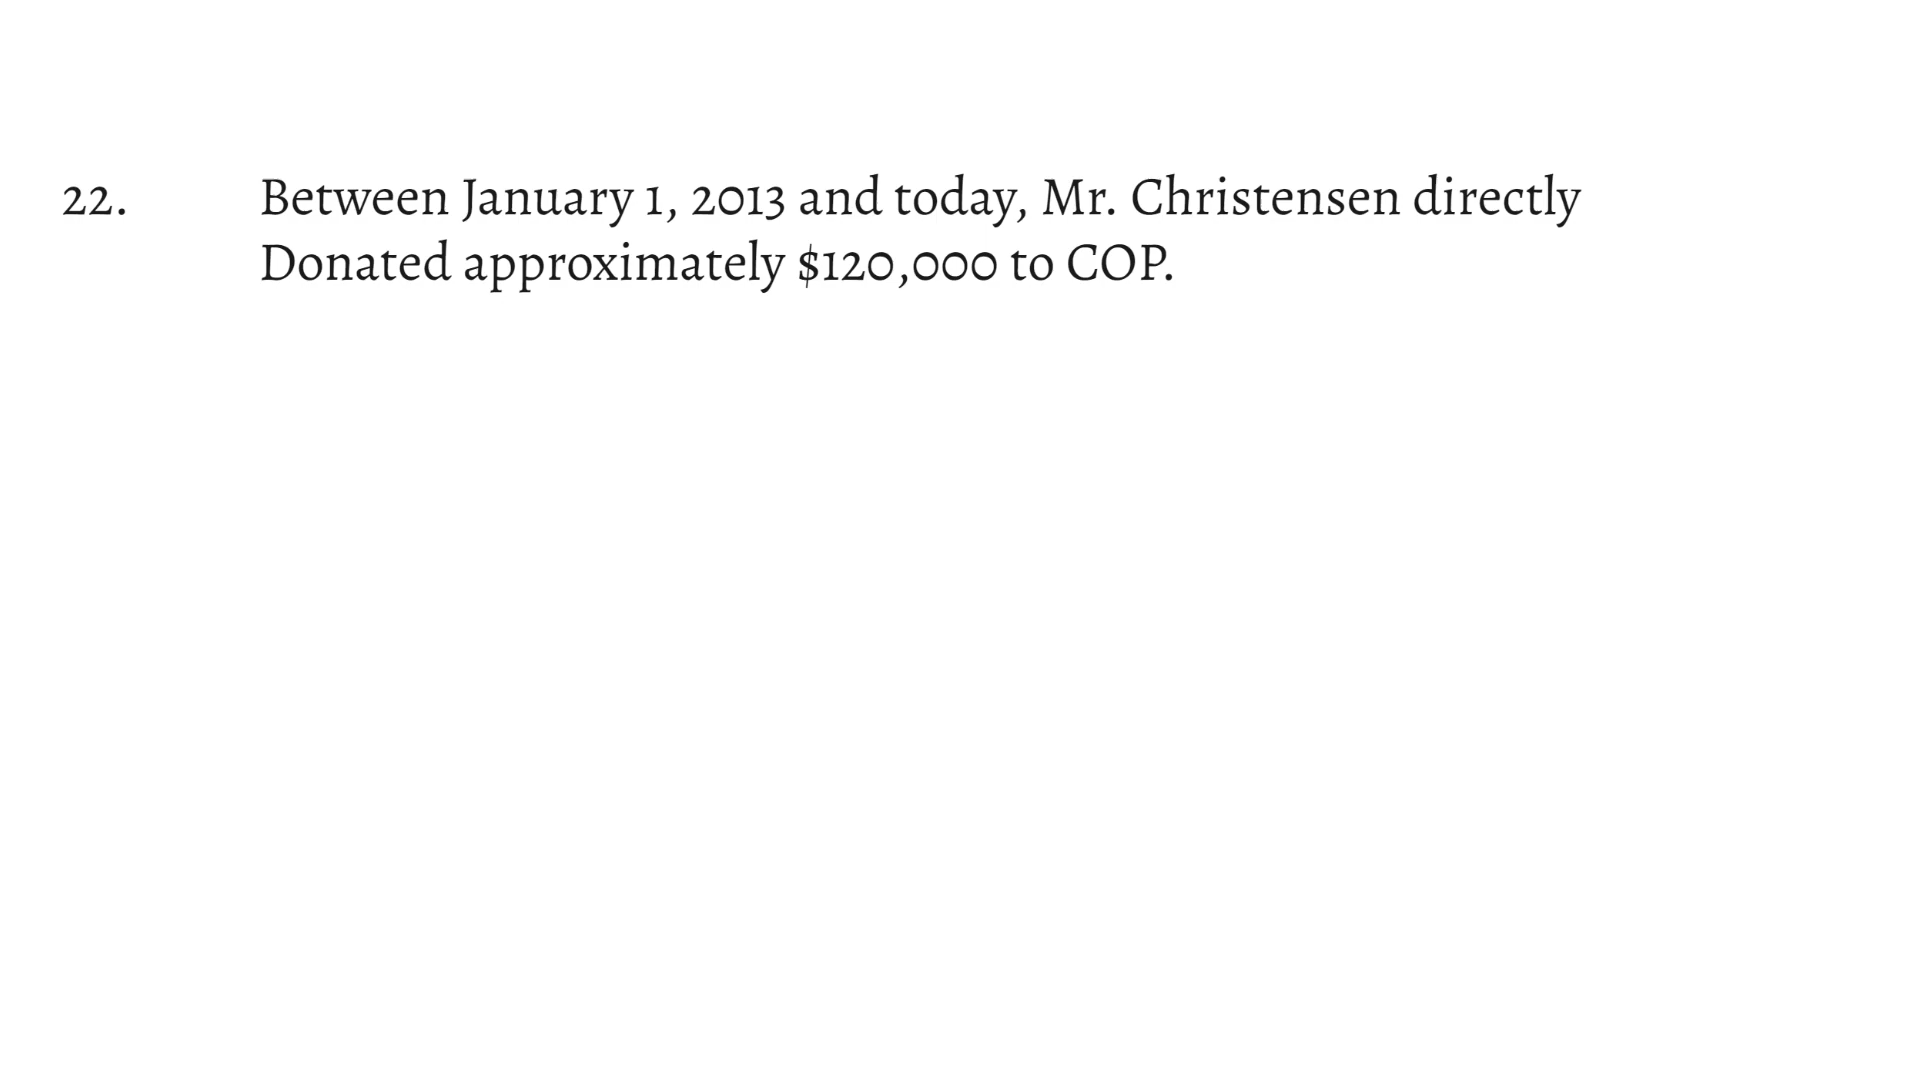 22. Between January 1, 2013 and today, Mr. Christensen directly
Donated approximately $120,000 to COP.